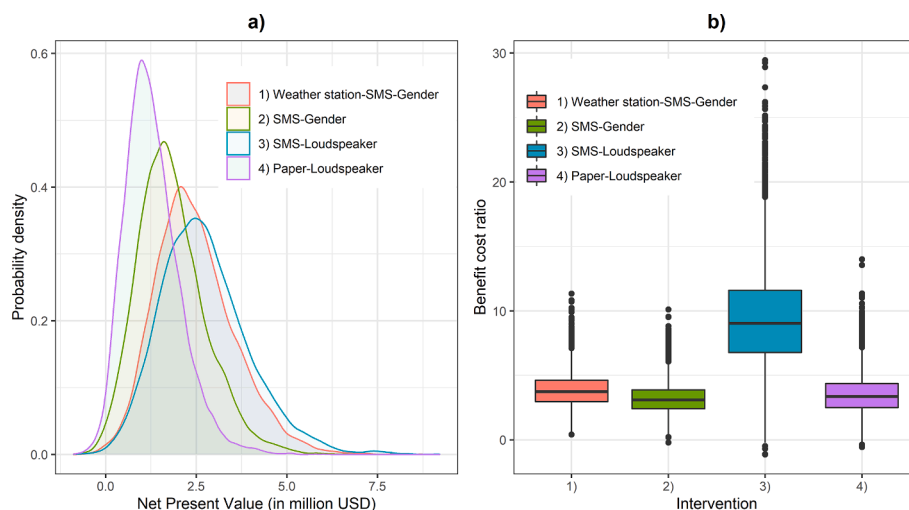 a)
Probability density
0.6
0.4
0.2
0.0
1) Weather station-SMS-Gender
2) SMS-Gender
3) SMS-Loudspeaker
4) Paper-Loudspeaker
0.0 2.5 5.0 7.5
Net Present Value (in million USD)
b)
Benefit cost ratio
30
20
10
0
1) Weather station-SMS-Gender
2) SMS-Gender
3) SMS-Loudspeaker
4) Paper-Loudspeaker
1) 2) 3) 4)
Intervention